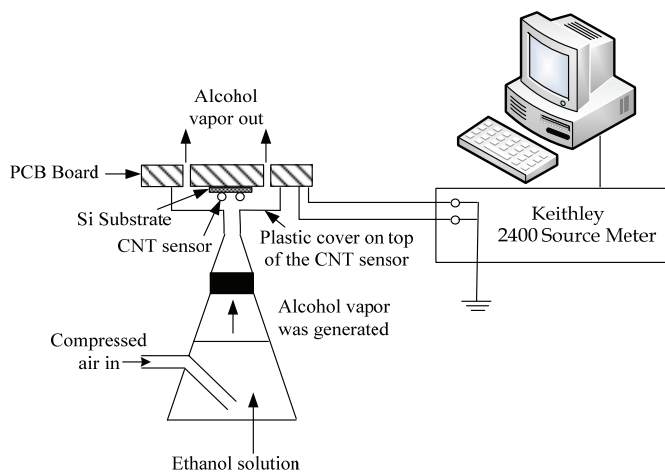 Alcohol
vapor out
PCB Board
Si Substrate
CNT sensor
Plastic cover on top
of the CNT sensor
Keithley
2400 Source Meter
Alcohol vapor
was generated
Compressed
air in
Ethanol solution